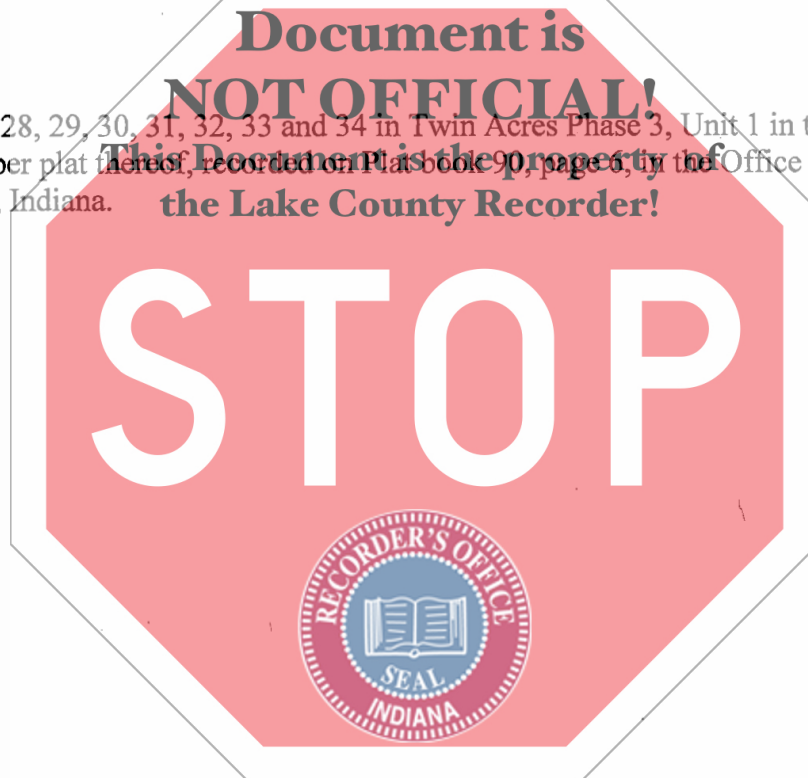 Document is
NOT OFFICIAL!
28, 29, 30, 31, 32, 33 and 34 in Twin Acres Phase 3, Unit 1 in t
er plat thereof, recorded on Plat book 90, page 6, in the Office
This Document is the property of
Indiana.
the Lake County Recorder!
STOP
RECORDER'S OFFICE
SEAL
INDIANA